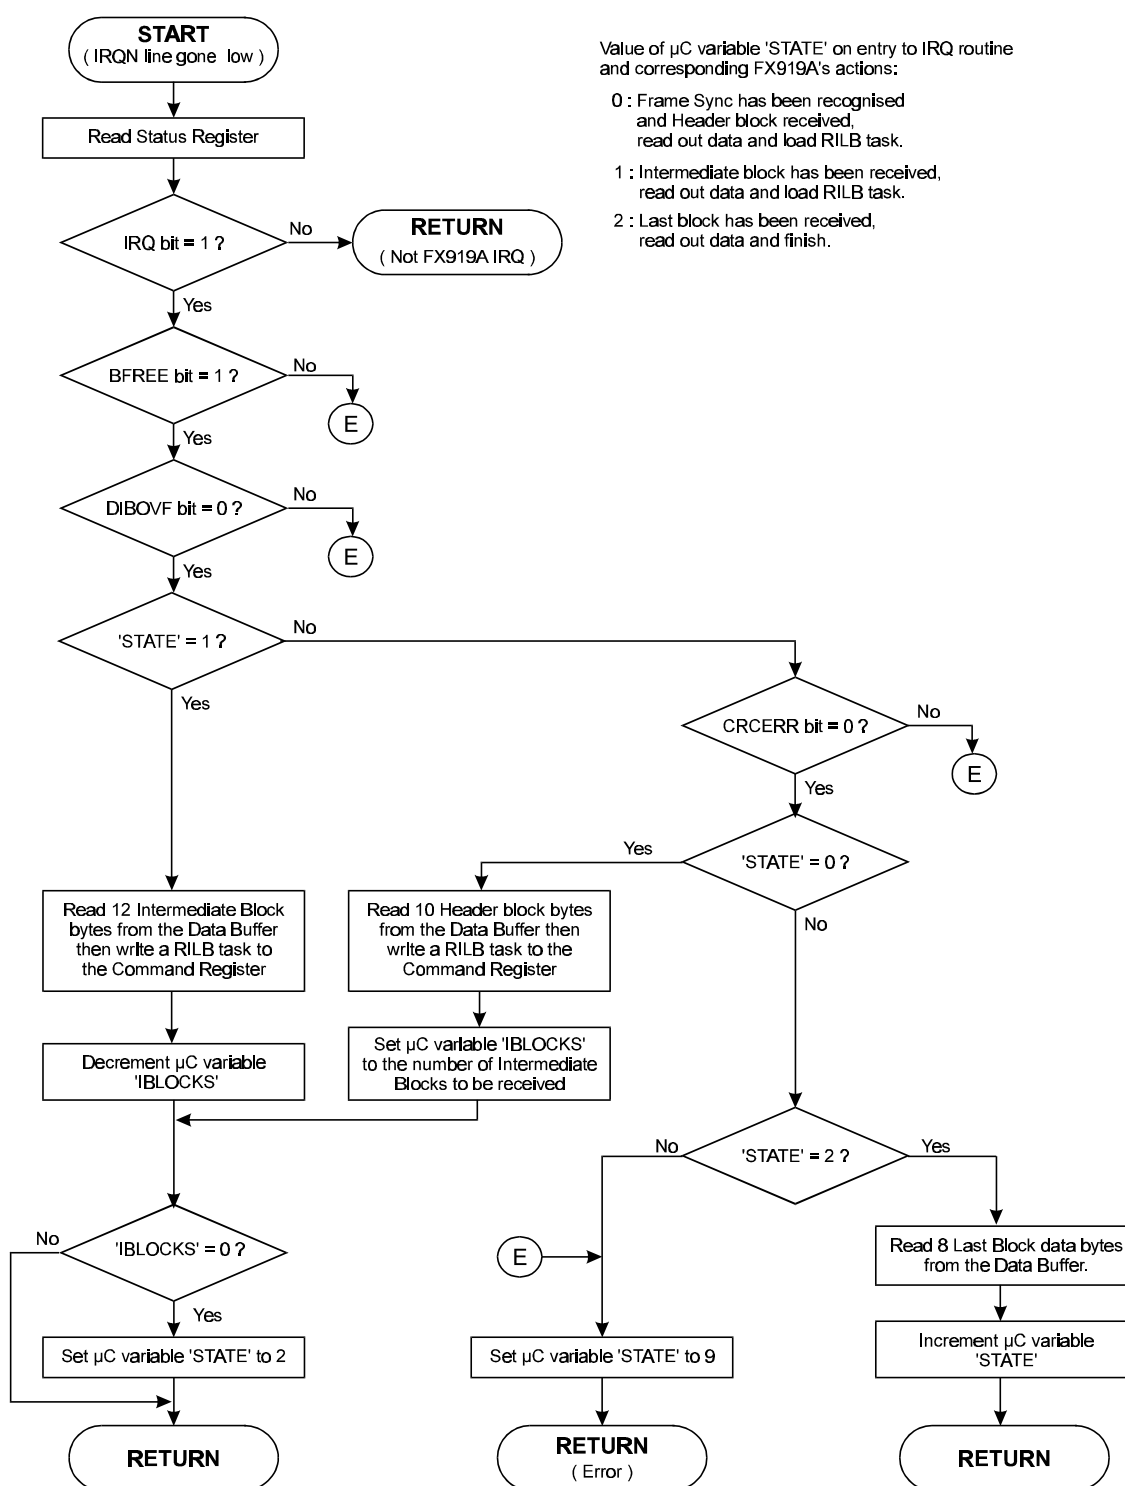 START
( IRQN line gone low )
Value of µC variable 'STATE' on entry to IRQ routine
and corresponding FX919A's actions:
0 : Frame Sync has been recognised
and Header block received,
read out data and load RILB task.
1 : Intermediate block has been received,
read out data and load RILB task.
2 : Last block has been received,
read out data and finish.
Read Status Register
IRQ bit = 1 ?
No
RETURN
( Not FX919A IRQ )
Yes
BFREE bit = 1 ?
No
E
Yes
DIBOVF bit = 0 ?
No
E
Yes
'STATE' = 1 ?
No
Yes
CRCERR bit = 0 ?
No
E
Yes
'STATE' = 0 ?
Yes
No
Read 12 Intermediate Block
bytes from the Data Buffer
then write a RILB task to
the Command Register
Read 10 Header block bytes
from the Data Buffer then
write a RILB task to the
Command Register
Decrement µC variable
'IBLOCKS'
Set µC variable 'IBLOCKS'
to the number of Intermediate
Blocks to be received
'STATE' = 2 ?
No
Yes
'IBLOCKS' = 0 ?
No
Yes
E
Read 8 Last Block data bytes
from the Data Buffer.
Set µC variable 'STATE' to 2
Set µC variable 'STATE' to 9
Increment µC variable
'STATE'
RETURN
RETURN
( Error )
RETURN